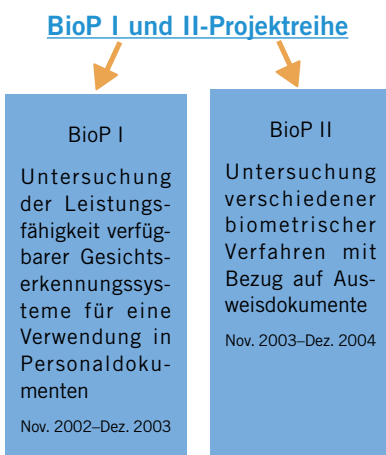 BioP I und II-Projektreihe
BioP I
Untersuchung
der Leistungs-
fähigkeit verfüg-
barer Gesichts-
erkennungssys-
teme für eine
Verwendung in
Personaldoku-
menten
Nov. 2002–Dez. 2003
BioP II
Untersuchung
verschiedener
biometrischer
Verfahren mit
Bezug auf Aus-
weisdokumente
Nov. 2003–Dez. 2004